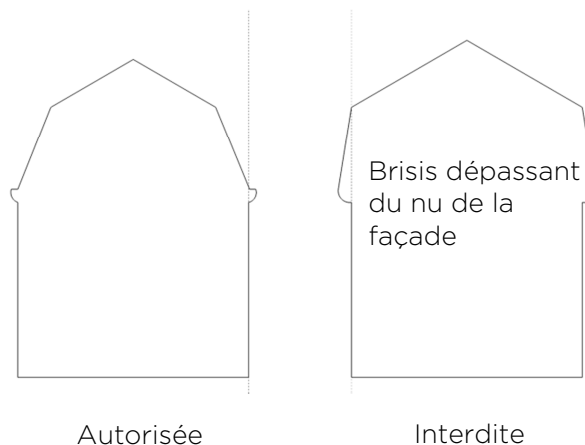 Brisis dépassant
du nu de la
façade
Autorisée
Interdite